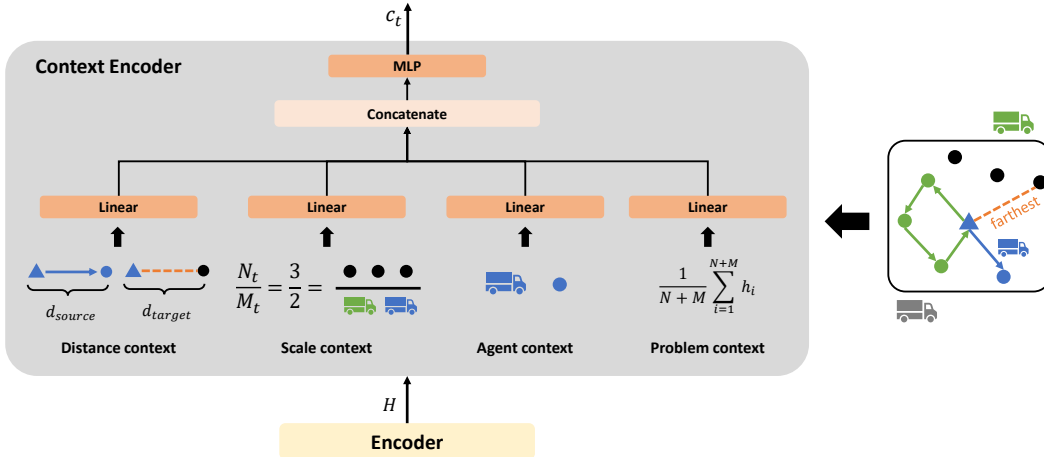 c_t
Context Encoder
MLP
Concatenate
Linear Linear Linear Linear
farthest
N_t/M_t = 3/2 =
1/(N + M) ∑_{i=1}^{N+M} h_i
d_source d_target
Distance context Scale context Agent context Problem context
H
Encoder